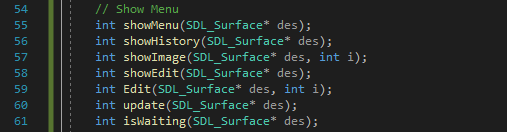 54 // Show Menu
55 int showMenu(SDL_Surface* des);
56 int showHistory(SDL_Surface* des);
57 int showImage(SDL_Surface* des, int i);
58 int showEdit(SDL_Surface* des);
59 int Edit(SDL_Surface* des, int i);
60 int update(SDL_Surface* des);
61 int isWaiting(SDL_Surface* des);